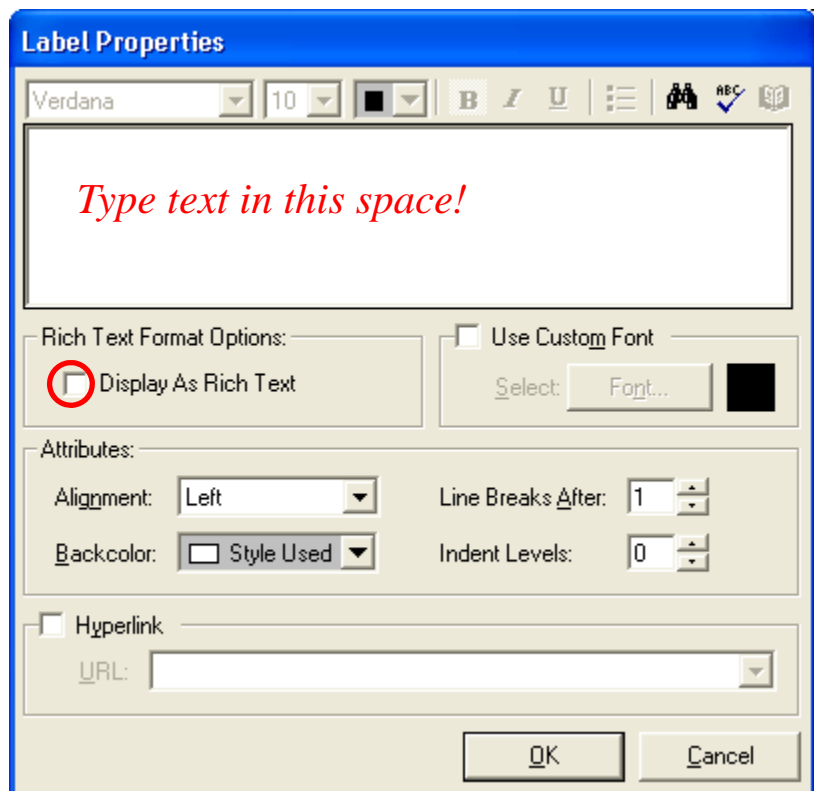 Label Properties
Verdana 10 B I U ABC
Type text in this space!
Rich Text Format Options:
Use Custom Font
Display As Rich Text
Select: Font...
Attributes:
Alignment: Left Line Breaks After: 1
Backcolor: Style Used Indent Levels: 0
Hyperlink
URL:
OK Cancel